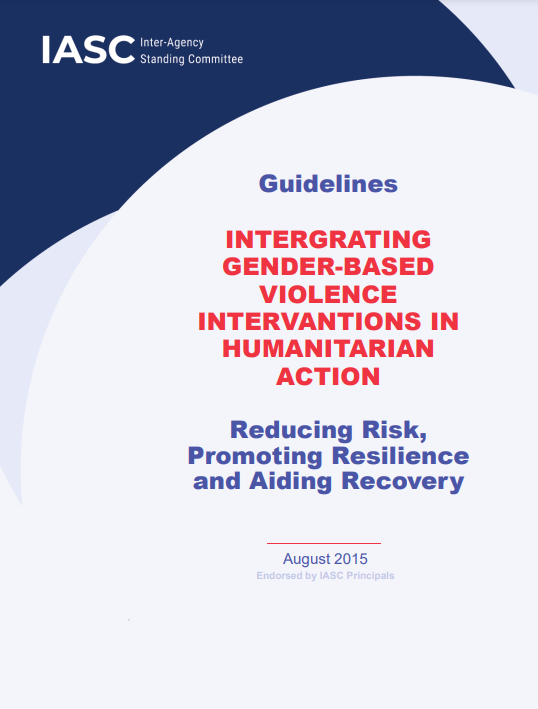 IASC Inter-Agency
Standing Committee
Guidelines
INTERGRATING
GENDER-BASED
VIOLENCE
INTERVANTIONS IN
HUMANITARIAN
ACTION
Reducing Risk,
Promoting Resilience
and Aiding Recovery
August 2015
Endorsed by IASC Principals